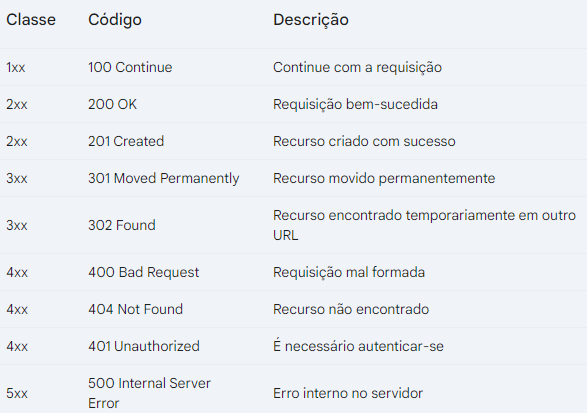 Classe Código Descrição
1xx 100 Continue Continue com a requisição
2xx 200 OK Requisição bem-sucedida
2xx 201 Created Recurso criado com sucesso
3xx 301 Moved Permanently Recurso movido permanentemente
3xx 302 Found Recurso encontrado temporariamente em outro
URL
4xx 400 Bad Request Requisição mal formada
4xx 404 Not Found Recurso não encontrado
4xx 401 Unauthorized É necessário autenticar-se
5xx 500 Internal Server
Error Erro interno no servidor